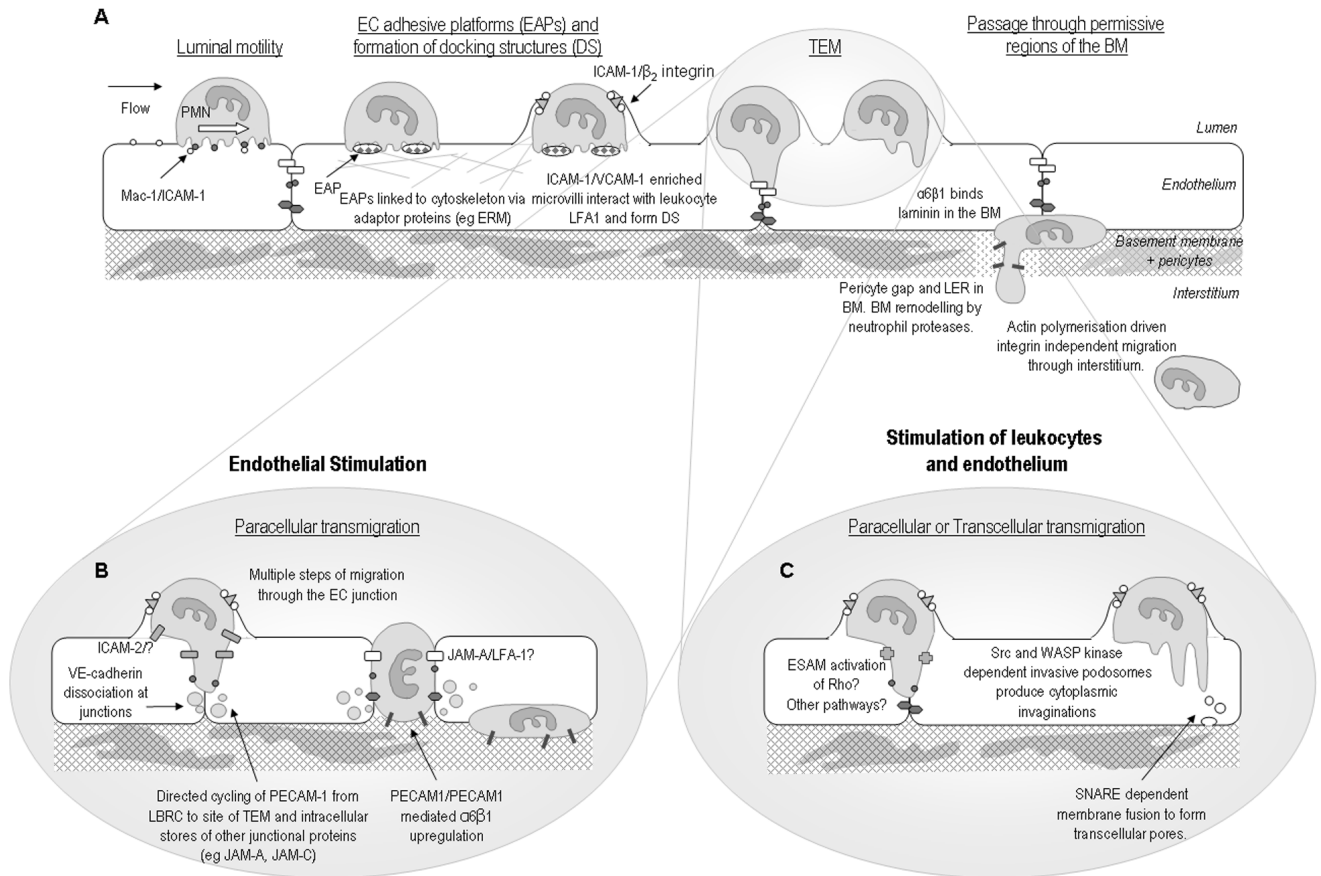 A
Luminal motility
EC adhesive platforms (EAPs) and
formation of docking structures (DS)
TEM
Passage through permissive
regions of the BM
ICAM-1/β2 integrin
Flow
PMN
Lumen
Mac-1/ICAM-1
EAP
EAPs linked to cytoskeleton via
adaptor proteins (eg ERM)
ICAM-1/VCAM-1 enriched
microvilli interact with leukocyte
LFA1 and form DS
α6β1 binds
laminin in the BM
Endothelium
Basement membrane
+ pericytes
Interstitium
Pericyte gap and LER in
BM. BM remodelling by
neutrophil proteases.
Actin polymerisation driven
integrin independent migration
through interstitium.
Endothelial Stimulation
Stimulation of leukocytes
and endothelium
Paracellular transmigration
B
Multiple steps of migration
through the EC junction
ICAM-2/?
VE-cadherin
dissociation at
junctions
JAM-A/LFA-1?
Directed cycling of PECAM-1 from
LBRC to site of TEM and intracellular
stores of other junctional proteins
(eg JAM-A, JAM-C)
PECAM1/PECAM1
mediated α6β1
upregulation
Paracellular or Transcellular transmigration
C
ESAM activation
of Rho?
Other pathways?
Src and WASP kinase
dependent invasive podosomes
produce cytoplasmic
invaginations
SNARE dependent
membrane fusion to form
transcellular pores.